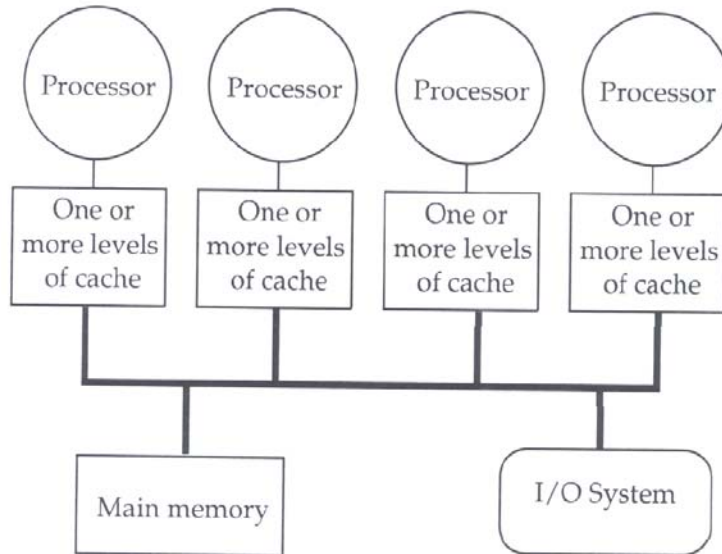 Processor
Processor
Processor
Processor
One or
more levels
of cache
One or
more levels
of cache
One or
more levels
of cache
One or
more levels
of cache
Main memory
I/O System